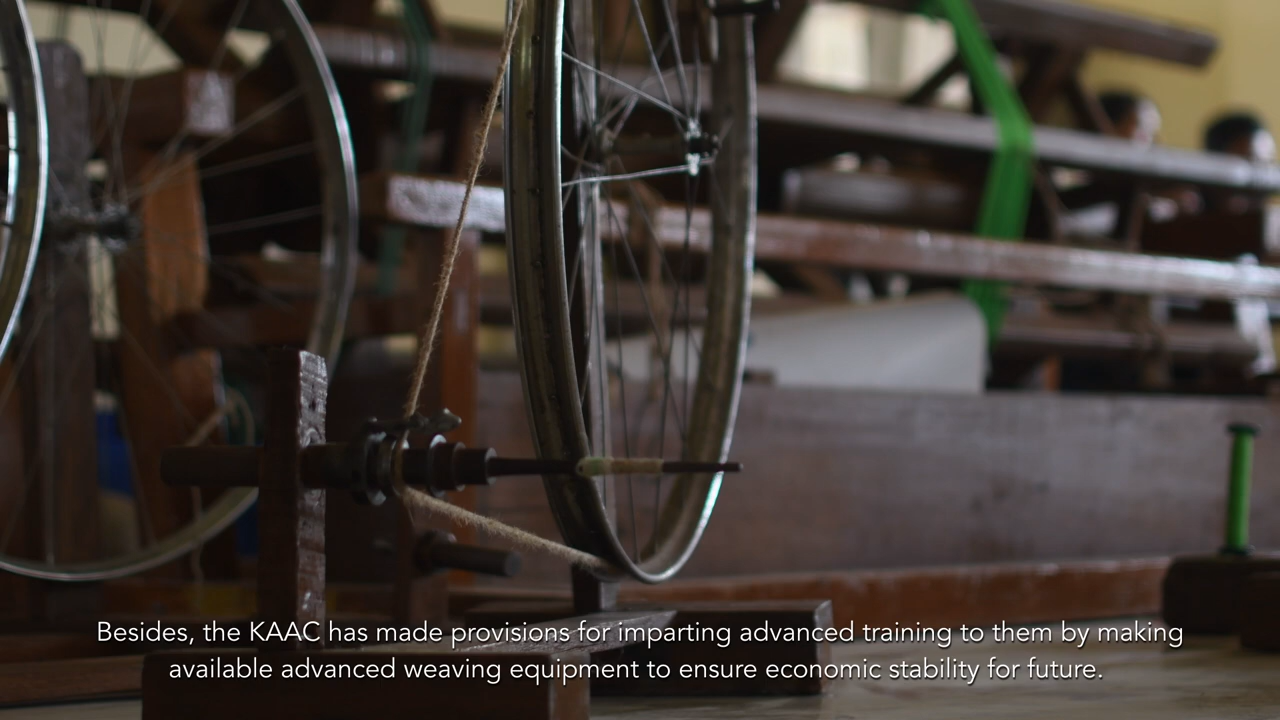 Besides, the KAAC has made provisions for imparting advanced training to them by making
available advanced weaving equipment to ensure economic stability for future.